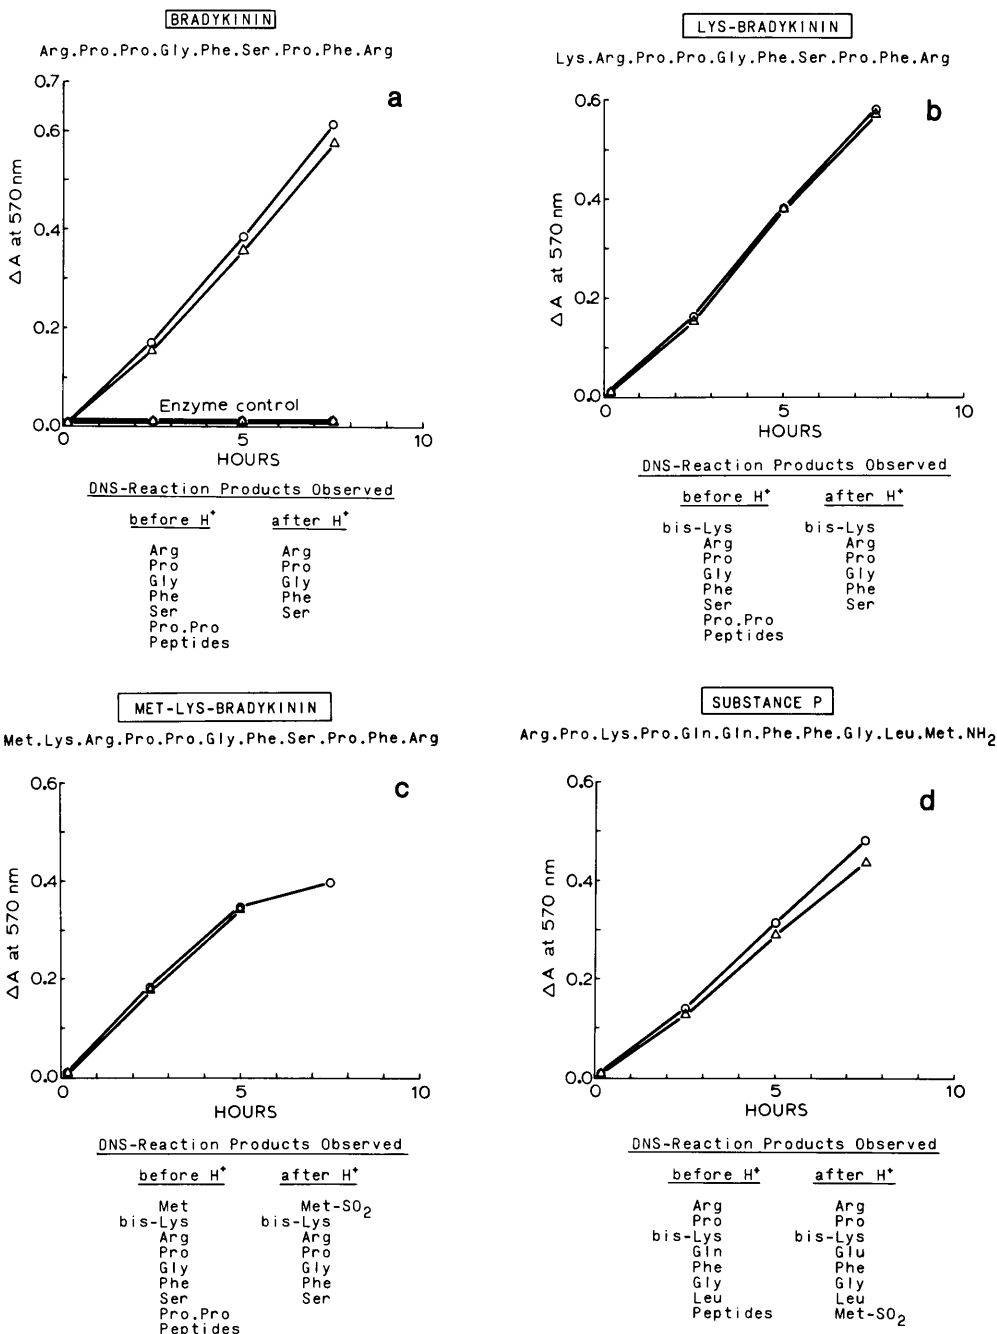 BRADYKININ
Arg.Pro.Pro.Gly.Phe.Ser.Pro.Phe.Arg
a
0.7
0.6
0.4
0.2
0.0
Δ A at 570 nm
Enzyme control
0 5 10
HOURS
DNS-Reaction Products Observed
before H+ after H+
Arg Arg
Pro Pro
Gly Gly
Phe Phe
Ser Ser
Pro.Pro
Peptides
LYS-BRADYKININ
Lys.Arg.Pro.Pro.Gly.Phe.Ser.Pro.Phe.Arg
b
0.6
0.4
0.2
0.0
Δ A at 570 nm
0 5 10
HOURS
DNS-Reaction Products Observed
before H+ after H+
bis-Lys bis-Lys
Arg Arg
Pro Pro
Gly Gly
Phe Phe
Ser Ser
Pro.Pro
Peptides
MET-LYS-BRADYKININ
Met.Lys.Arg.Pro.Pro.Gly.Phe.Ser.Pro.Phe.Arg
c
0.6
0.4
0.2
0.0
Δ A at 570 nm
0 5 10
HOURS
DNS-Reaction Products Observed
before H+ after H+
Met Met-SO2
bis-Lys bis-Lys
Arg Arg
Pro Pro
Gly Gly
Phe Phe
Ser Ser
Pro.Pro
Peptides
SUBSTANCE P
Arg.Pro.Lys.Pro.Gln.Gln.Phe.Phe.Gly.Leu.Met.NH2
d
0.6
0.4
0.2
0.0
Δ A at 570 nm
0 5 10
HOURS
DNS-Reaction Products Observed
before H+ after H+
Arg Arg
Pro Pro
bis-Lys bis-Lys
Gln Glu
Phe Phe
Gly Gly
Leu Leu
Peptides Met-SO2